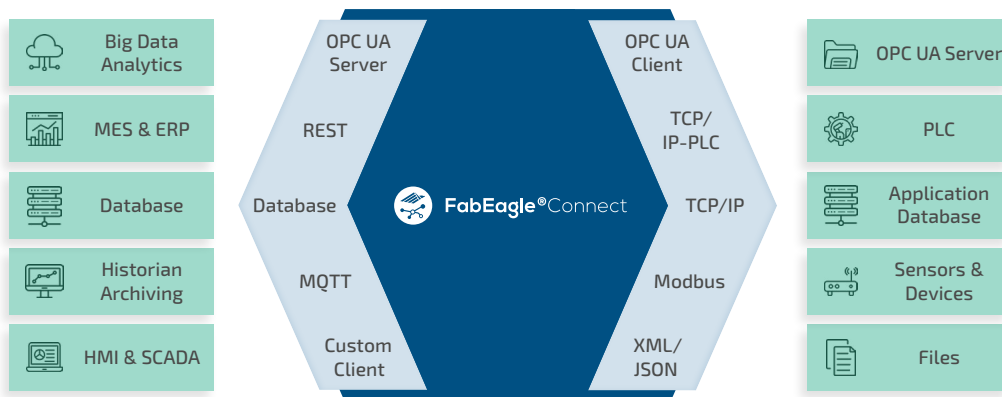 Big Data
Analytics
MES & ERP
Database
Historian
Archiving
HMI & SCADA
OPC UA
Server
REST
Database
MQTT
Custom
Client
FabEagle®Connect
OPC UA
Client
TCP/
IP-PLC
TCP/IP
Modbus
XML/
JSON
OPC UA Server
PLC
Application
Database
Sensors &
Devices
Files